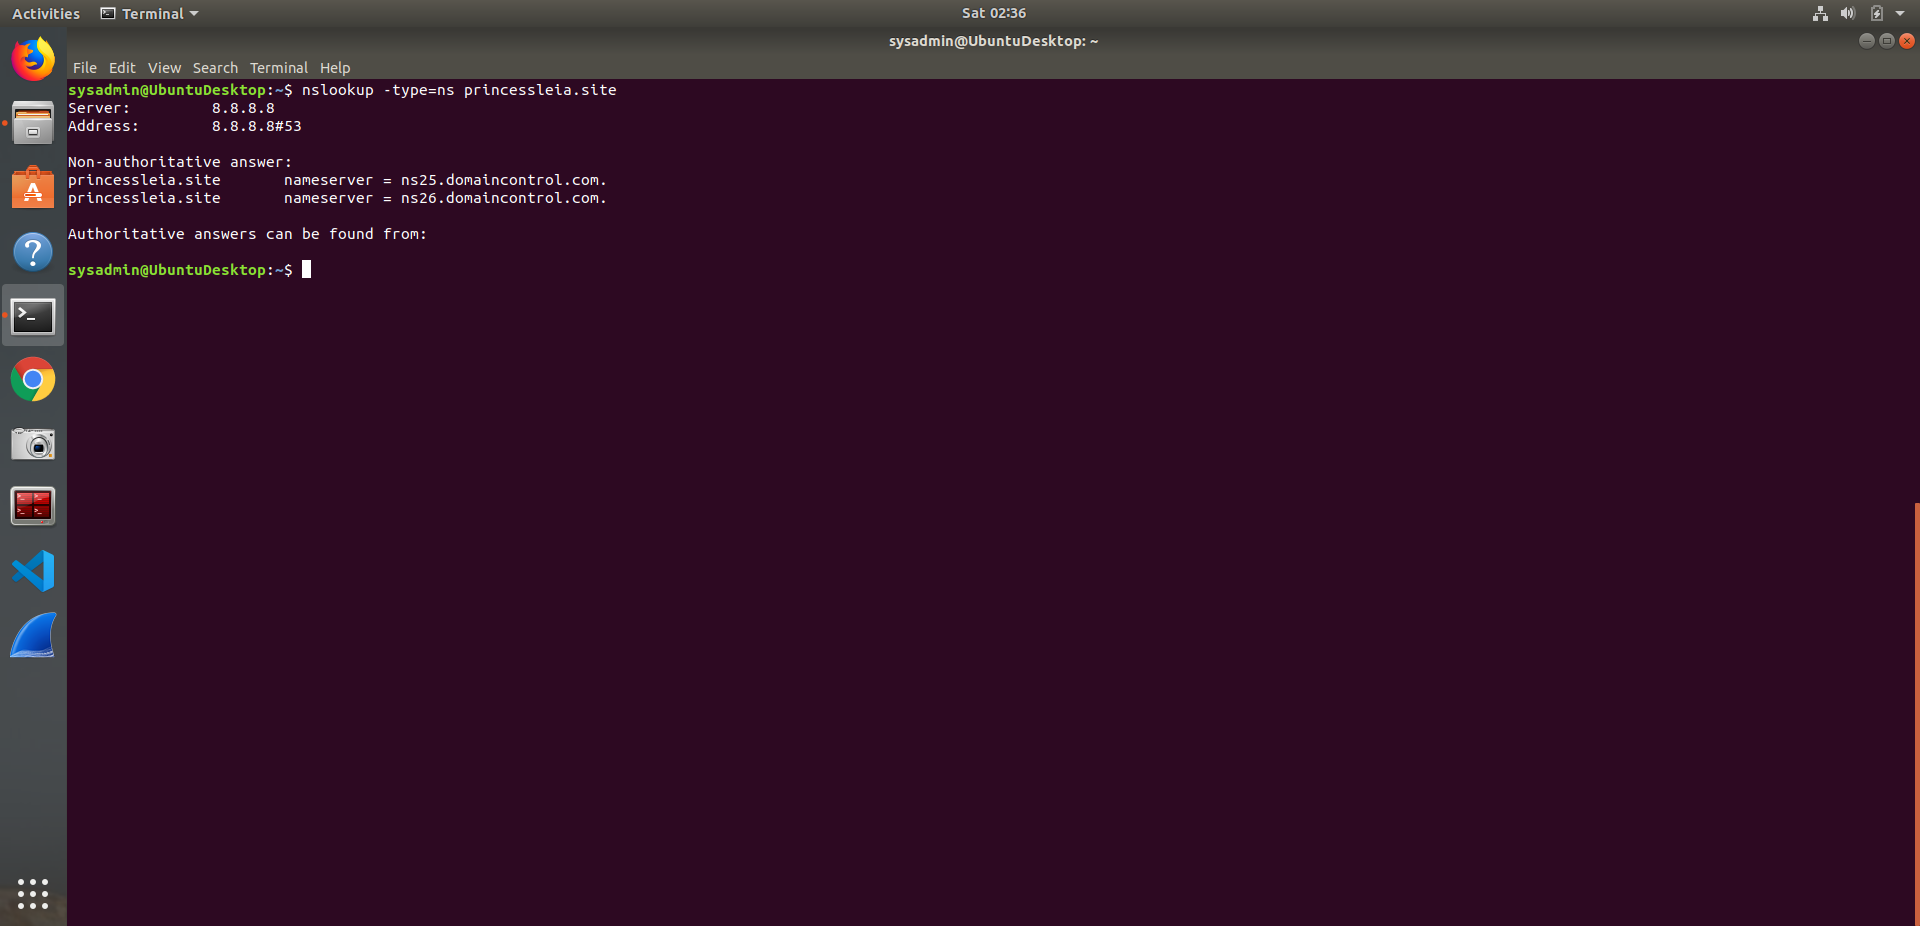 Activities Terminal Sat 02:36
sysadmin@UbuntuDesktop: ~
File Edit View Search Terminal Help
sysadmin@UbuntuDesktop:~$ nslookup -type=ns princessleia.site
Server: 8.8.8.8
Address: 8.8.8.8#53
Non-authoritative answer:
princessleia.site nameserver = ns25.domaincontrol.com.
princessleia.site nameserver = ns26.domaincontrol.com.
Authoritative answers can be found from:
sysadmin@UbuntuDesktop:~$